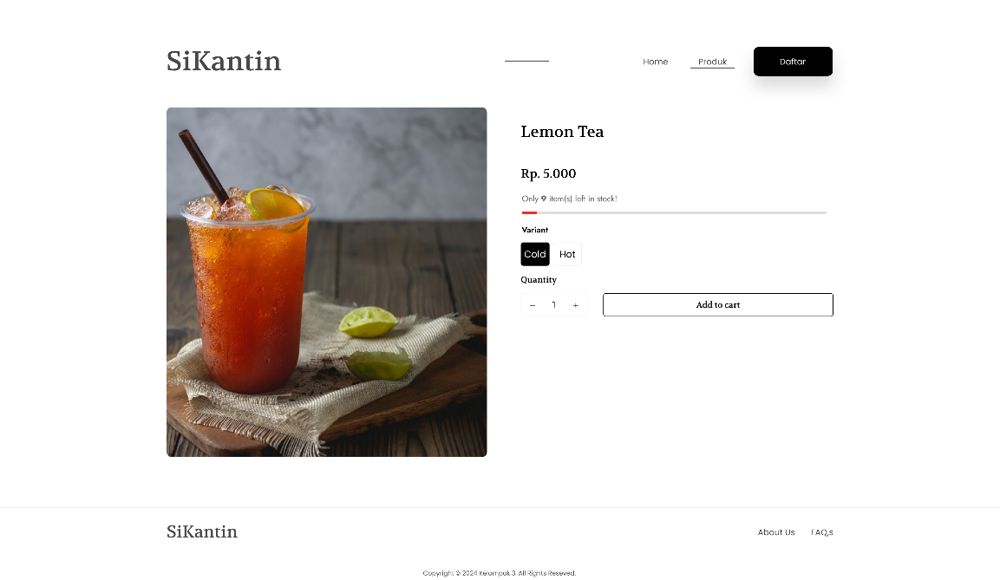 SiKantin
Home Produk Daftar
Lemon Tea
Rp. 5.000
Only 9 item(s) left in stock!
Variant
Cold Hot
Quantity
− 1 + Add to cart
SiKantin
About Us FAQ,s
Copyright © 2024 Kelompok 3. All Rights Reseved.